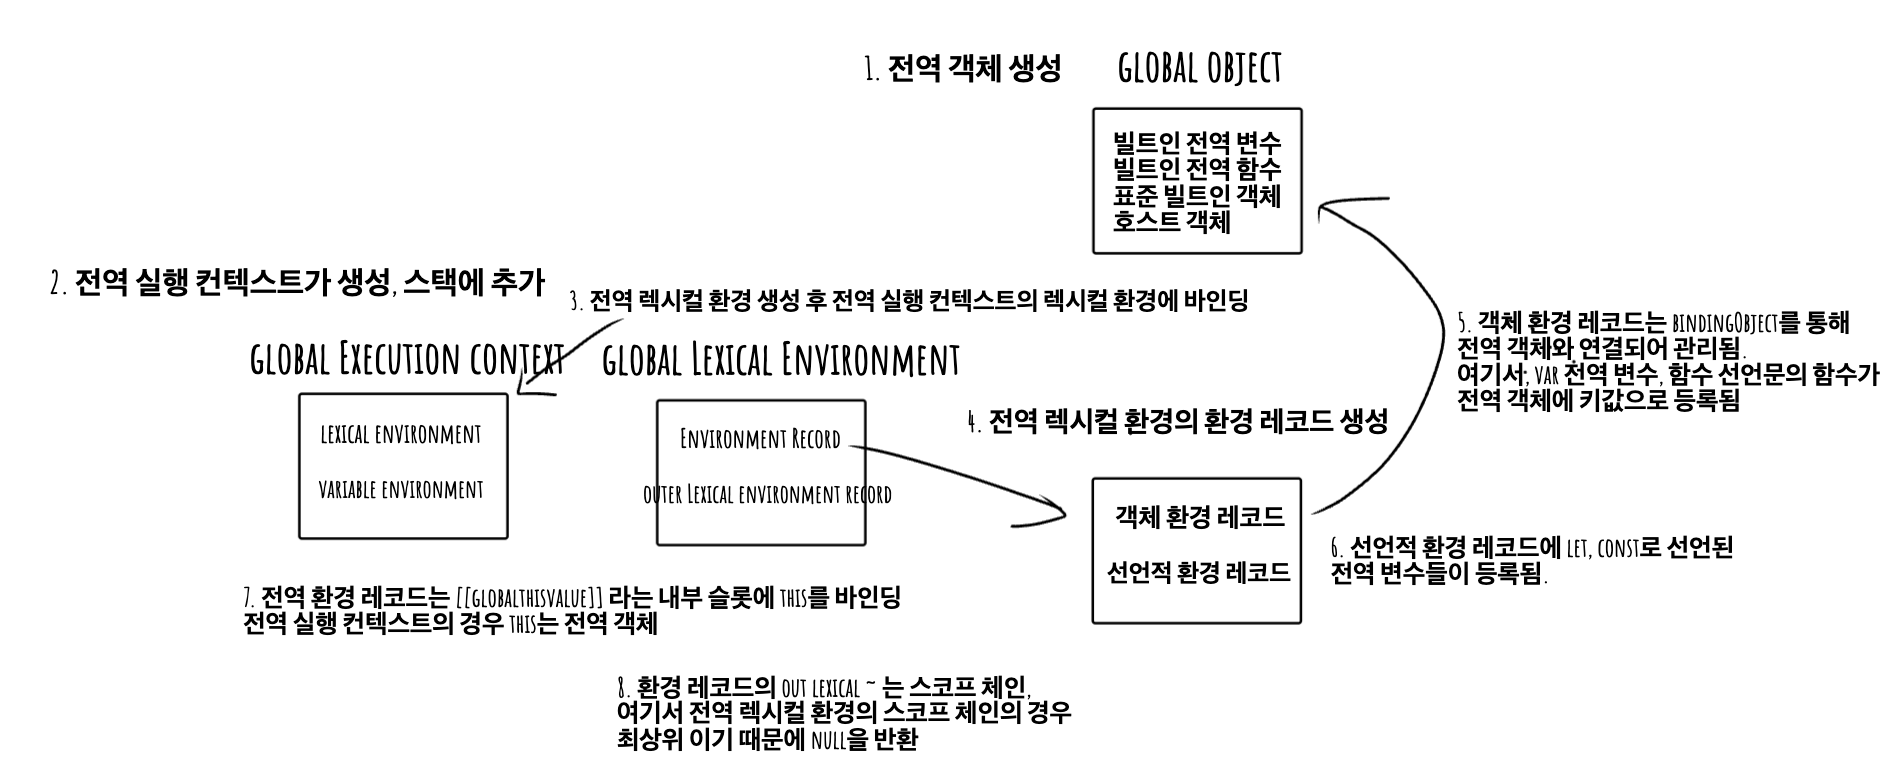 1. 전역 객체 생성
GLOBAL OBJECT
빌트인 전역 변수
빌트인 전역 함수
표준 빌트인 객체
호스트 객체
2. 전역 실행 컨텍스트가 생성, 스택에 추가
3. 전역 렉시컬 환경 생성 후 전역 실행 컨텍스트의 렉시컬 환경에 바인딩
GLOBAL EXECUTION CONTEXT
LEXICAL ENVIRONMENT
VARIABLE ENVIRONMENT
GLOBAL LEXICAL ENVIRONMENT
ENVIRONMENT RECORD
OUTER LEXICAL ENVIRONMENT RECORD
4. 전역 렉시컬 환경의 환경 레코드 생성
객체 환경 레코드
선언적 환경 레코드
5. 객체 환경 레코드는 BINDINGOBJECT를 통해
전역 객체와 연결되어 관리됨.
여기서, VAR 전역 변수, 함수 선언문의 함수가
전역 객체에 키값으로 등록됨
6. 선언적 환경 레코드에 LET, CONST로 선언된
전역 변수들이 등록됨.
7. 전역 환경 레코드는 [[GLOBALTHISVALUE]] 라는 내부 슬롯에 THIS를 바인딩
전역 실행 컨텍스트의 경우 THIS는 전역 객체
8. 환경 레코드의 OUT LEXICAL ~ 는 스코프 체인,
여기서 전역 렉시컬 환경의 스코프 체인의 경우
최상위 이기 때문에 NULL을 반환